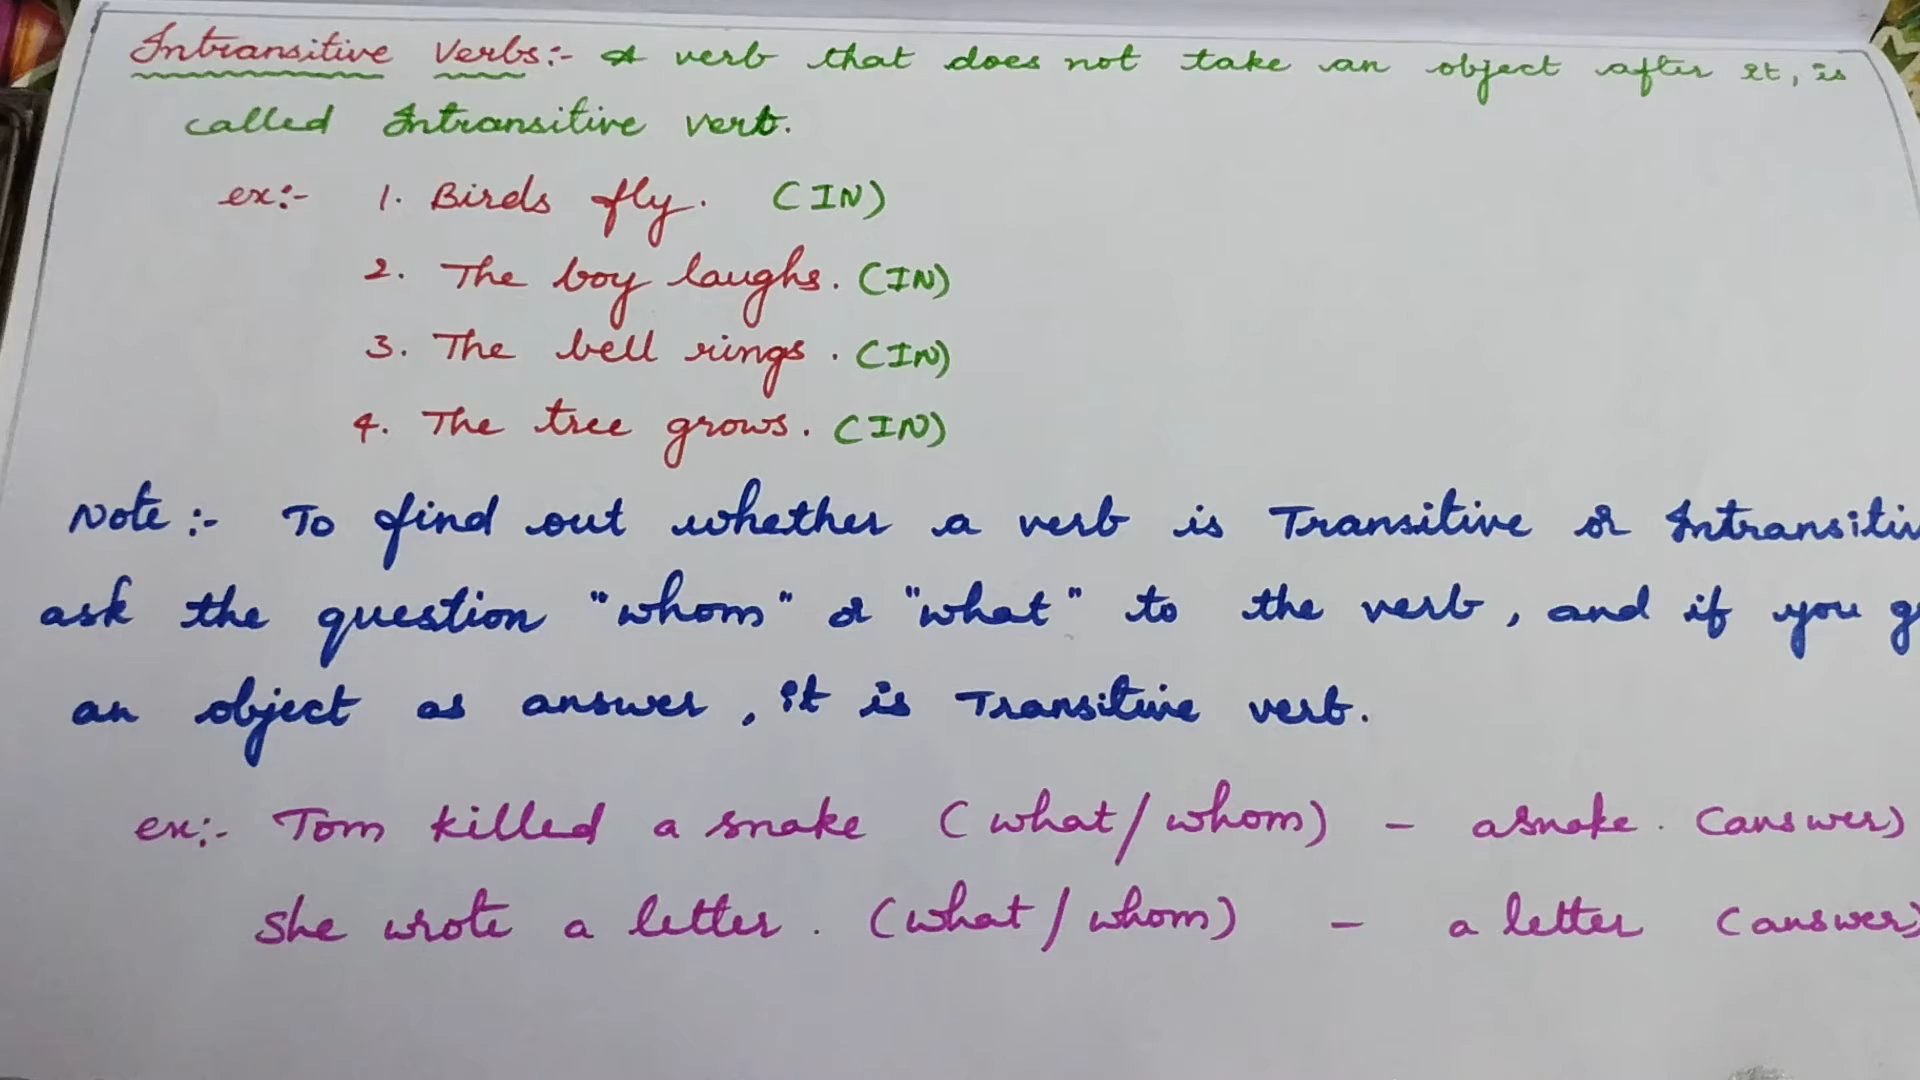 Intransitive Verbs:- A verb that does not take an object after it, is
called Intransitive verb.
ex:- 1. Birds fly. (IN)
2. The boy laughs. (IN)
3. The bell rings. (IN)
4. The tree grows. (IN)
Note:- To find out whether a verb is Transitive or Intransitiv
ask the question "whom" or "what" to the verb, and if you g
an object as answer, it is Transitive verb.
ex:- Tom killed a snake (what/whom) - a snake. (answer)
She wrote a letter. (what/whom) - a letter (answer)